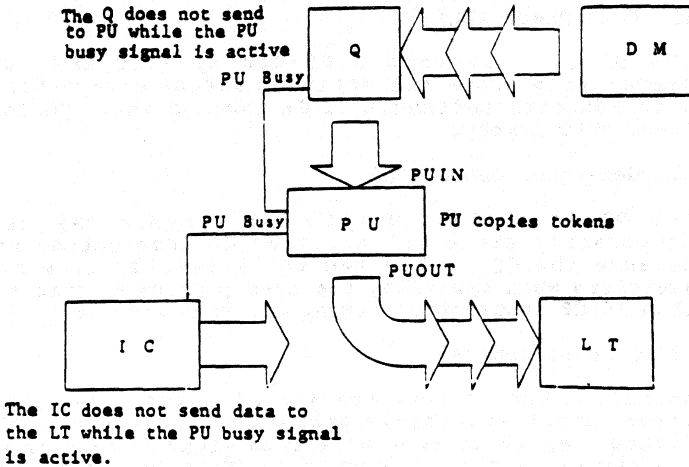 The Q does not send
to PU while the PU
busy signal is active
Q
D M
PU Busy
PUIN
PU Busy
P U
PU copies tokens
PUOUT
I C
L T
The IC does not send data to
the LT while the PU busy signal
is active.